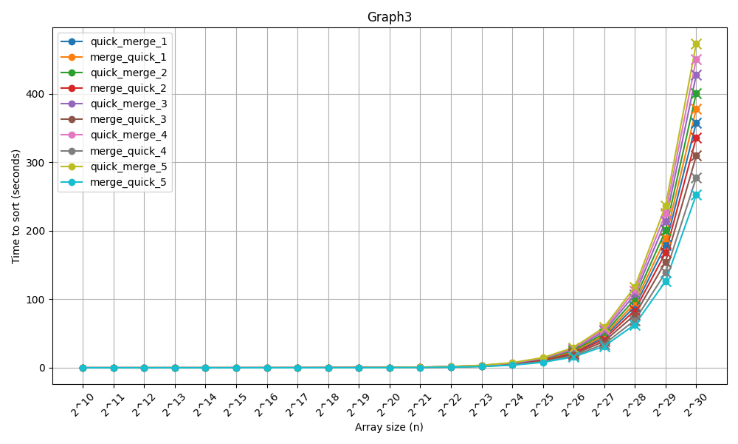 Graph3
quick_merge_1
merge_quick_1
quick_merge_2
merge_quick_2
quick_merge_3
merge_quick_3
quick_merge_4
merge_quick_4
quick_merge_5
merge_quick_5
Time to sort (seconds)
400
300
200
100
0
2^10 2^11 2^12 2^13 2^14 2^15 2^16 2^17 2^18 2^19 2^20 2^21 2^22 2^23 2^24 2^25 2^26 2^27 2^28 2^29 2^30
Array size (n)